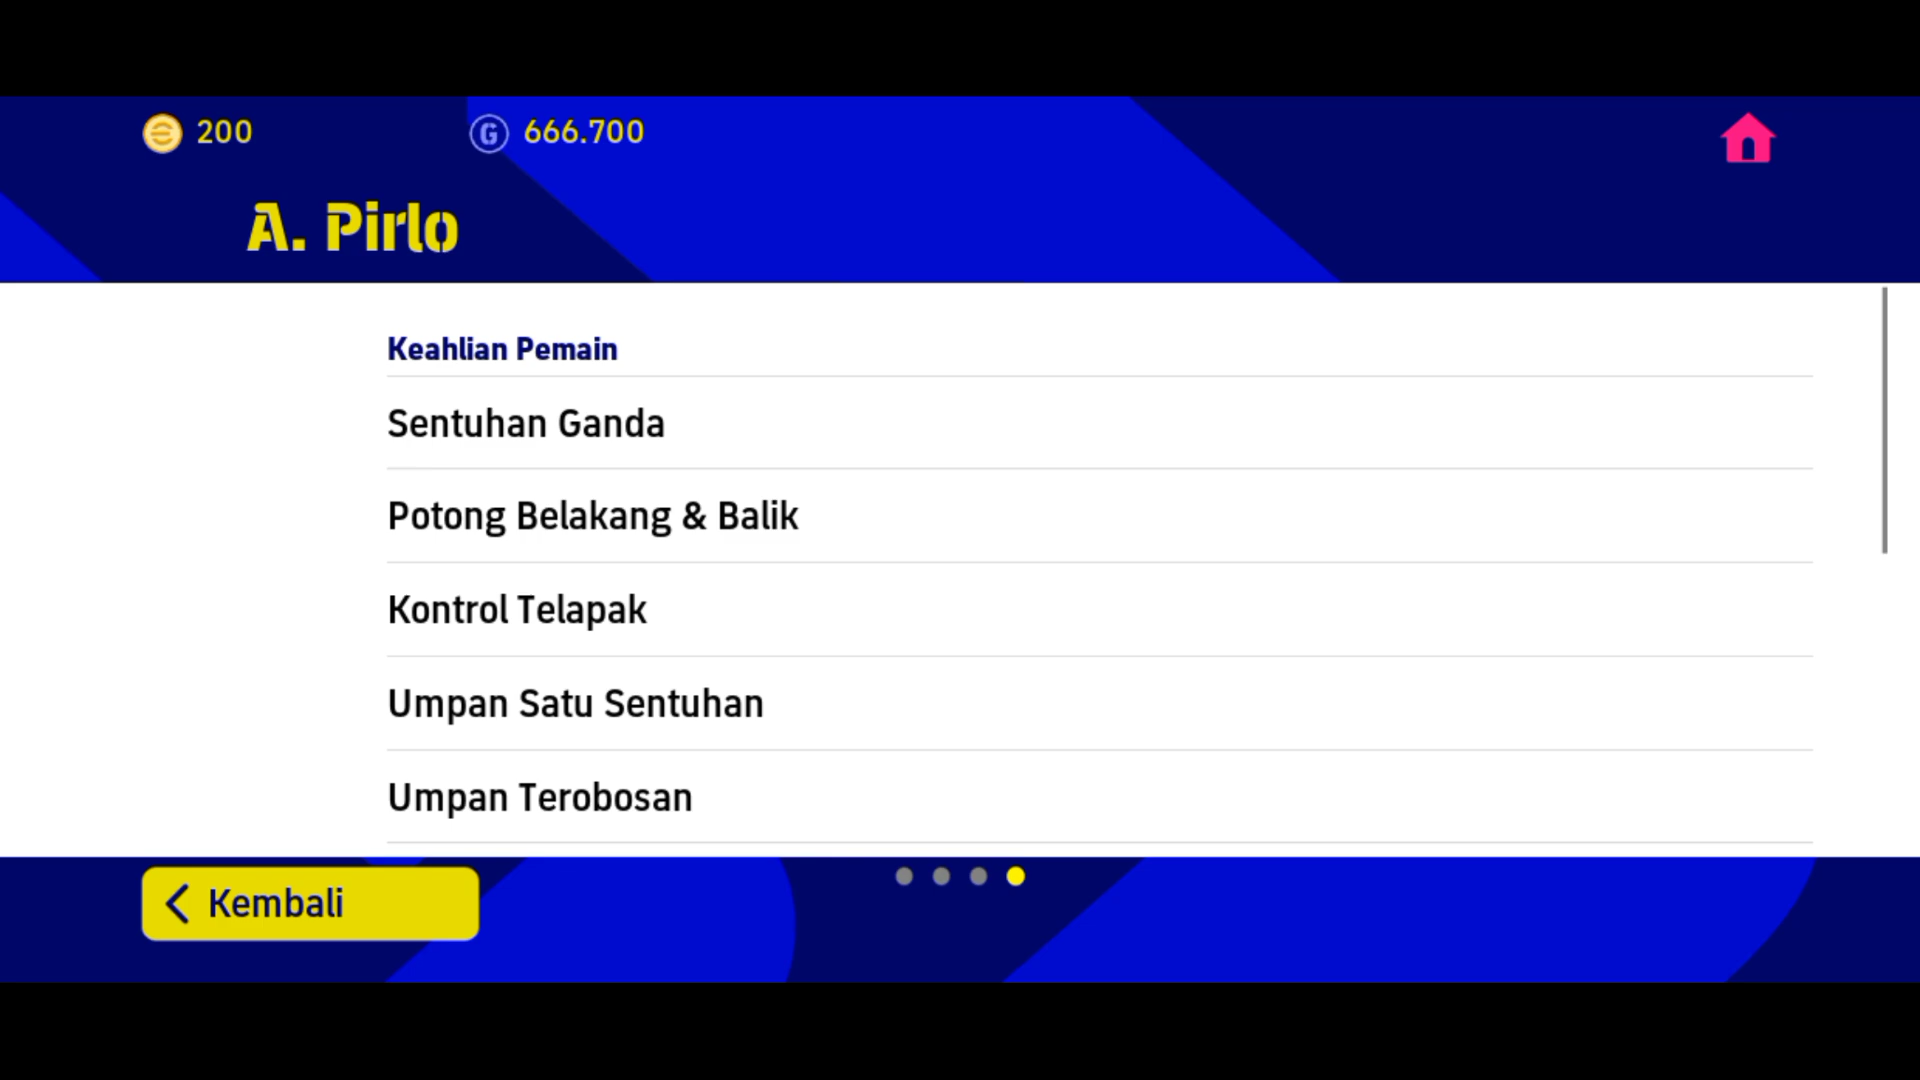 200
G 666.700
A. Pirlo
Keahlian Pemain
Sentuhan Ganda
Potong Belakang & Balik
Kontrol Telapak
Umpan Satu Sentuhan
Umpan Terobosan
Kembali